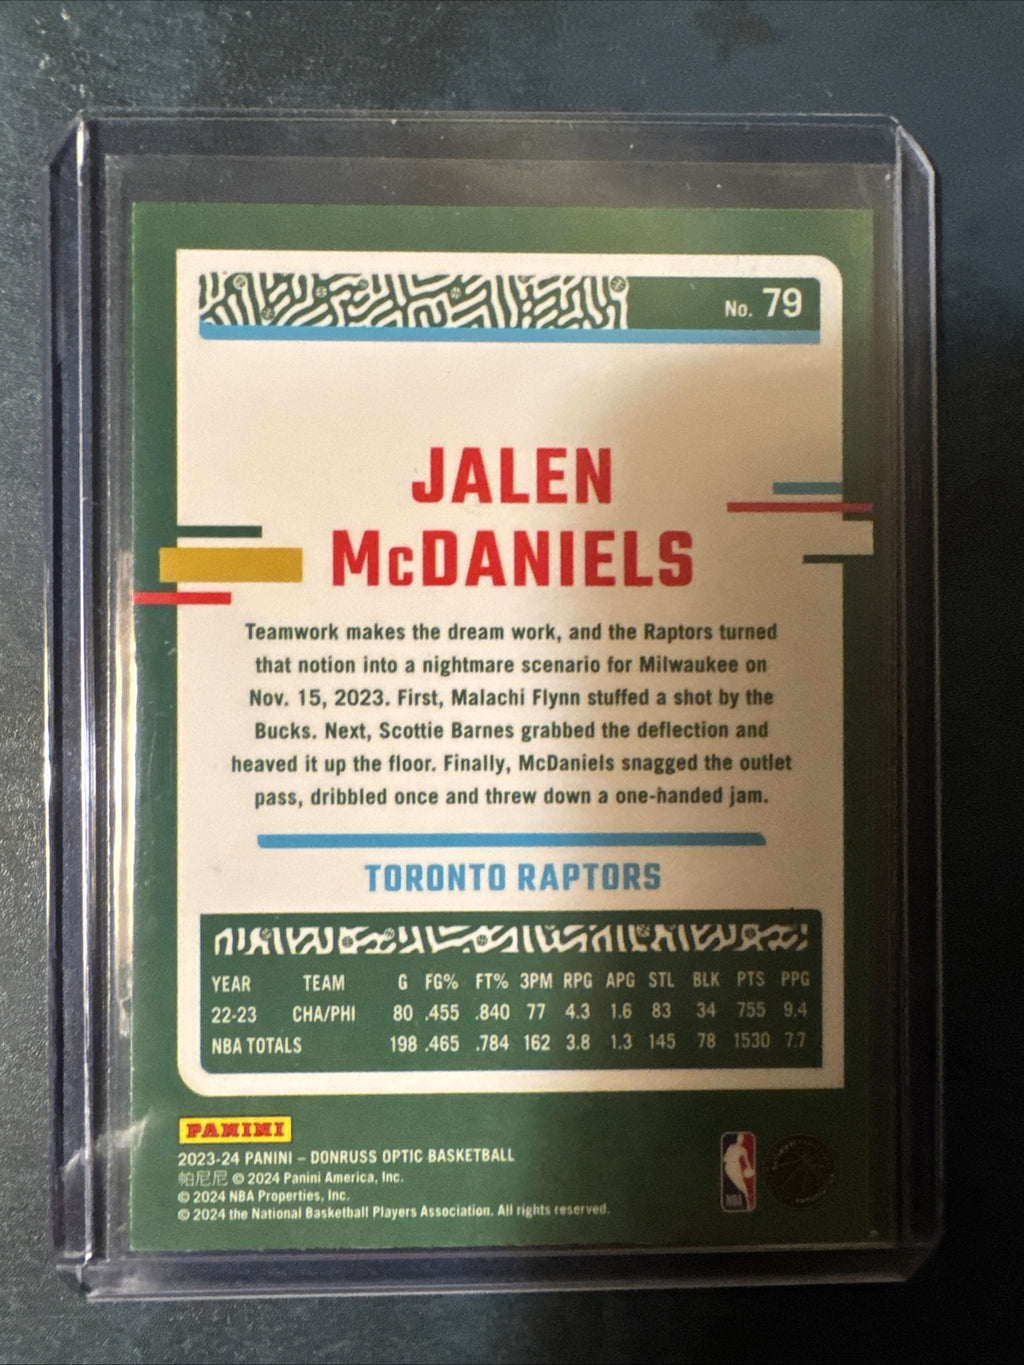 No. 79
JALEN
McDANIELS
Teamwork makes the dream work, and the Raptors turned
that notion into a nightmare scenario for Milwaukee on
Nov. 15, 2023. First, Malachi Flynn stuffed a shot by the
Bucks. Next, Scottie Barnes grabbed the deflection and
heaved it up the floor. Finally, McDaniels snagged the outlet
pass, dribbled once and threw down a one-handed jam.
TORONTO RAPTORS
YEAR TEAM G FG% FT% 3PM RPG APG STL BLK PTS PPG
22-23 CHA/PHI 80 .455 .840 77 4.3 1.6 83 34 755 9.4
NBA TOTALS 198 .465 .784 162 3.8 1.3 145 78 1530 7.7
PANINI
2023-24 PANINI – DONRUSS OPTIC BASKETBALL
帕尼尼 © 2024 Panini America, Inc.
© 2024 NBA Properties, Inc.
© 2024 the National Basketball Players Association. All rights reserved.
NBA